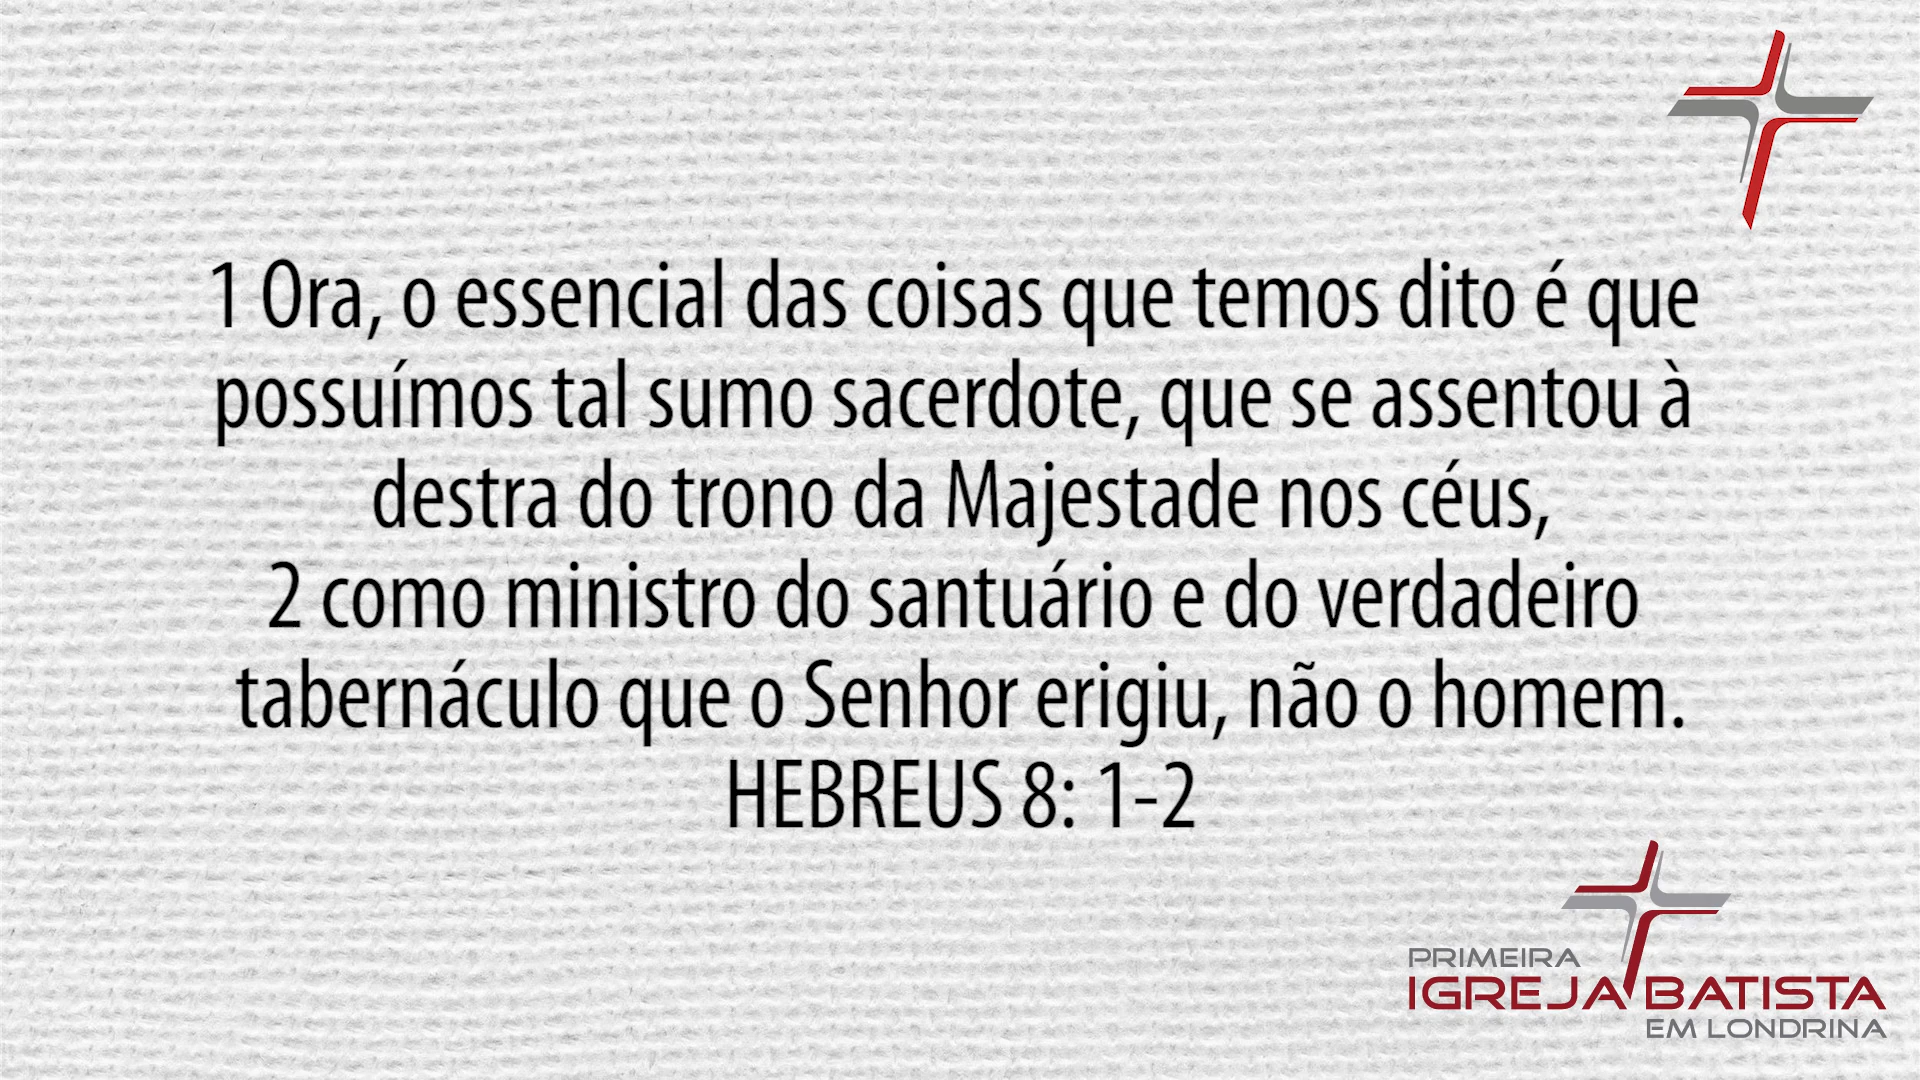 1 Ora, o essencial das coisas que temos dito é que
possuímos tal sumo sacerdote, que se assentou à
destra do trono da Majestade nos céus,
2 como ministro do santuário e do verdadeiro
tabernáculo que o Senhor erigiu, não o homem.
HEBREUS 8: 1-2
PRIMEIRA
IGREJA BATISTA
EM LONDRINA